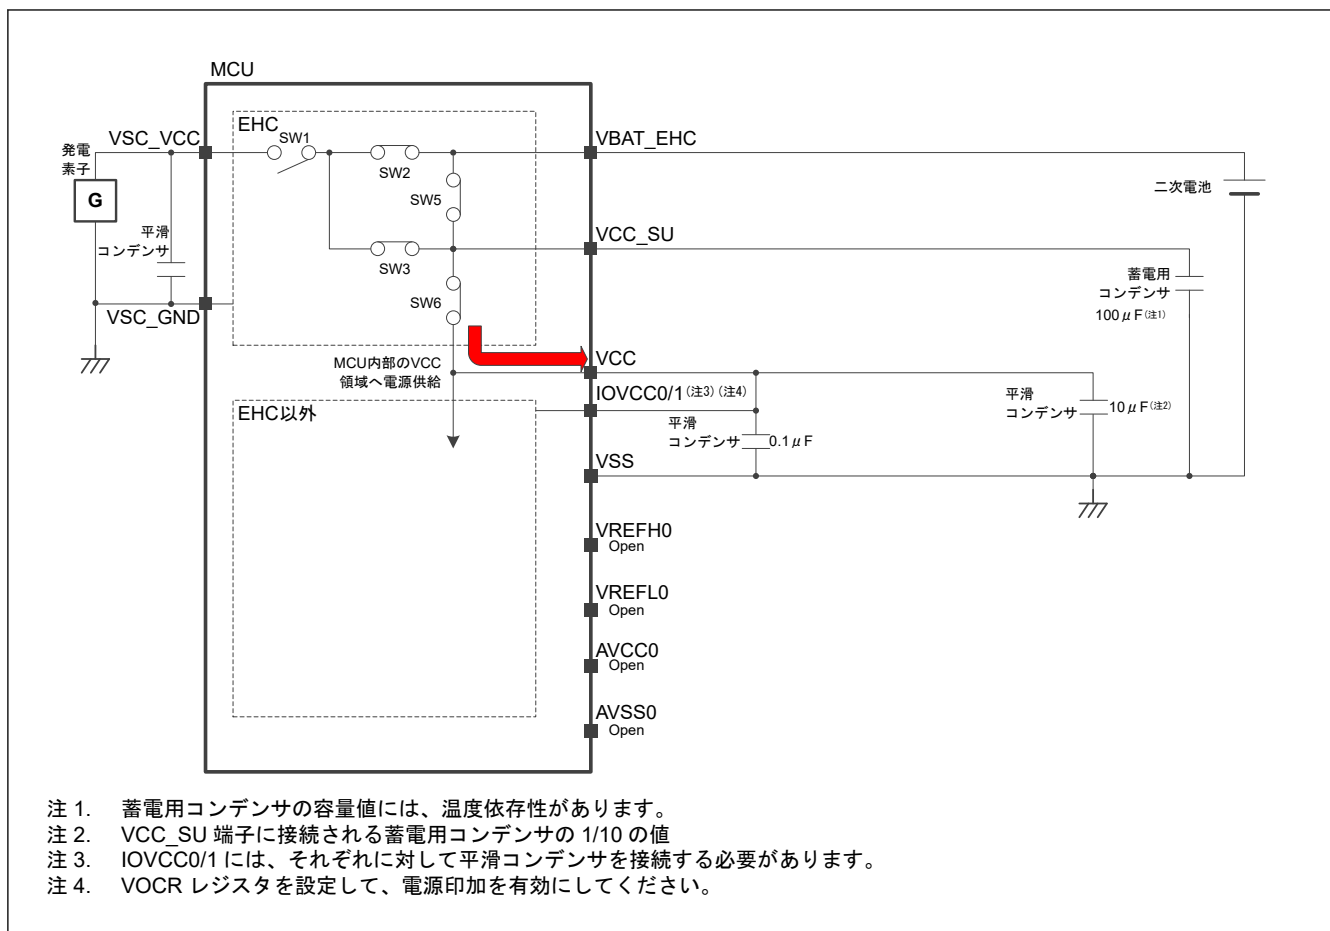 MCU
EHC
VSC_VCC
SW1
VBAT_EHC
発電
素子
G
SW2
SW5
二次電池
平滑
コンデンサ
VCC_SU
SW3
蓄電用
コンデンサ
100μF(注1)
SW6
VSC_GND
MCU内部のVCC
領域へ電源供給
VCC
IOVCC0/1(注3)(注4)
EHC以外
平滑
コンデンサ
0.1μF
平滑
コンデンサ
10μF(注2)
VSS
VREFH0
Open
VREFL0
Open
AVCC0
Open
AVSS0
Open
注 1. 蓄電用コンデンサの容量値には、温度依存性があります。
注 2. VCC_SU 端子に接続される蓄電用コンデンサの 1/10 の値
注 3. IOVCC0/1 には、それぞれに対して平滑コンデンサを接続する必要があります。
注 4. VOCR レジスタを設定して、電源印加を有効にしてください。